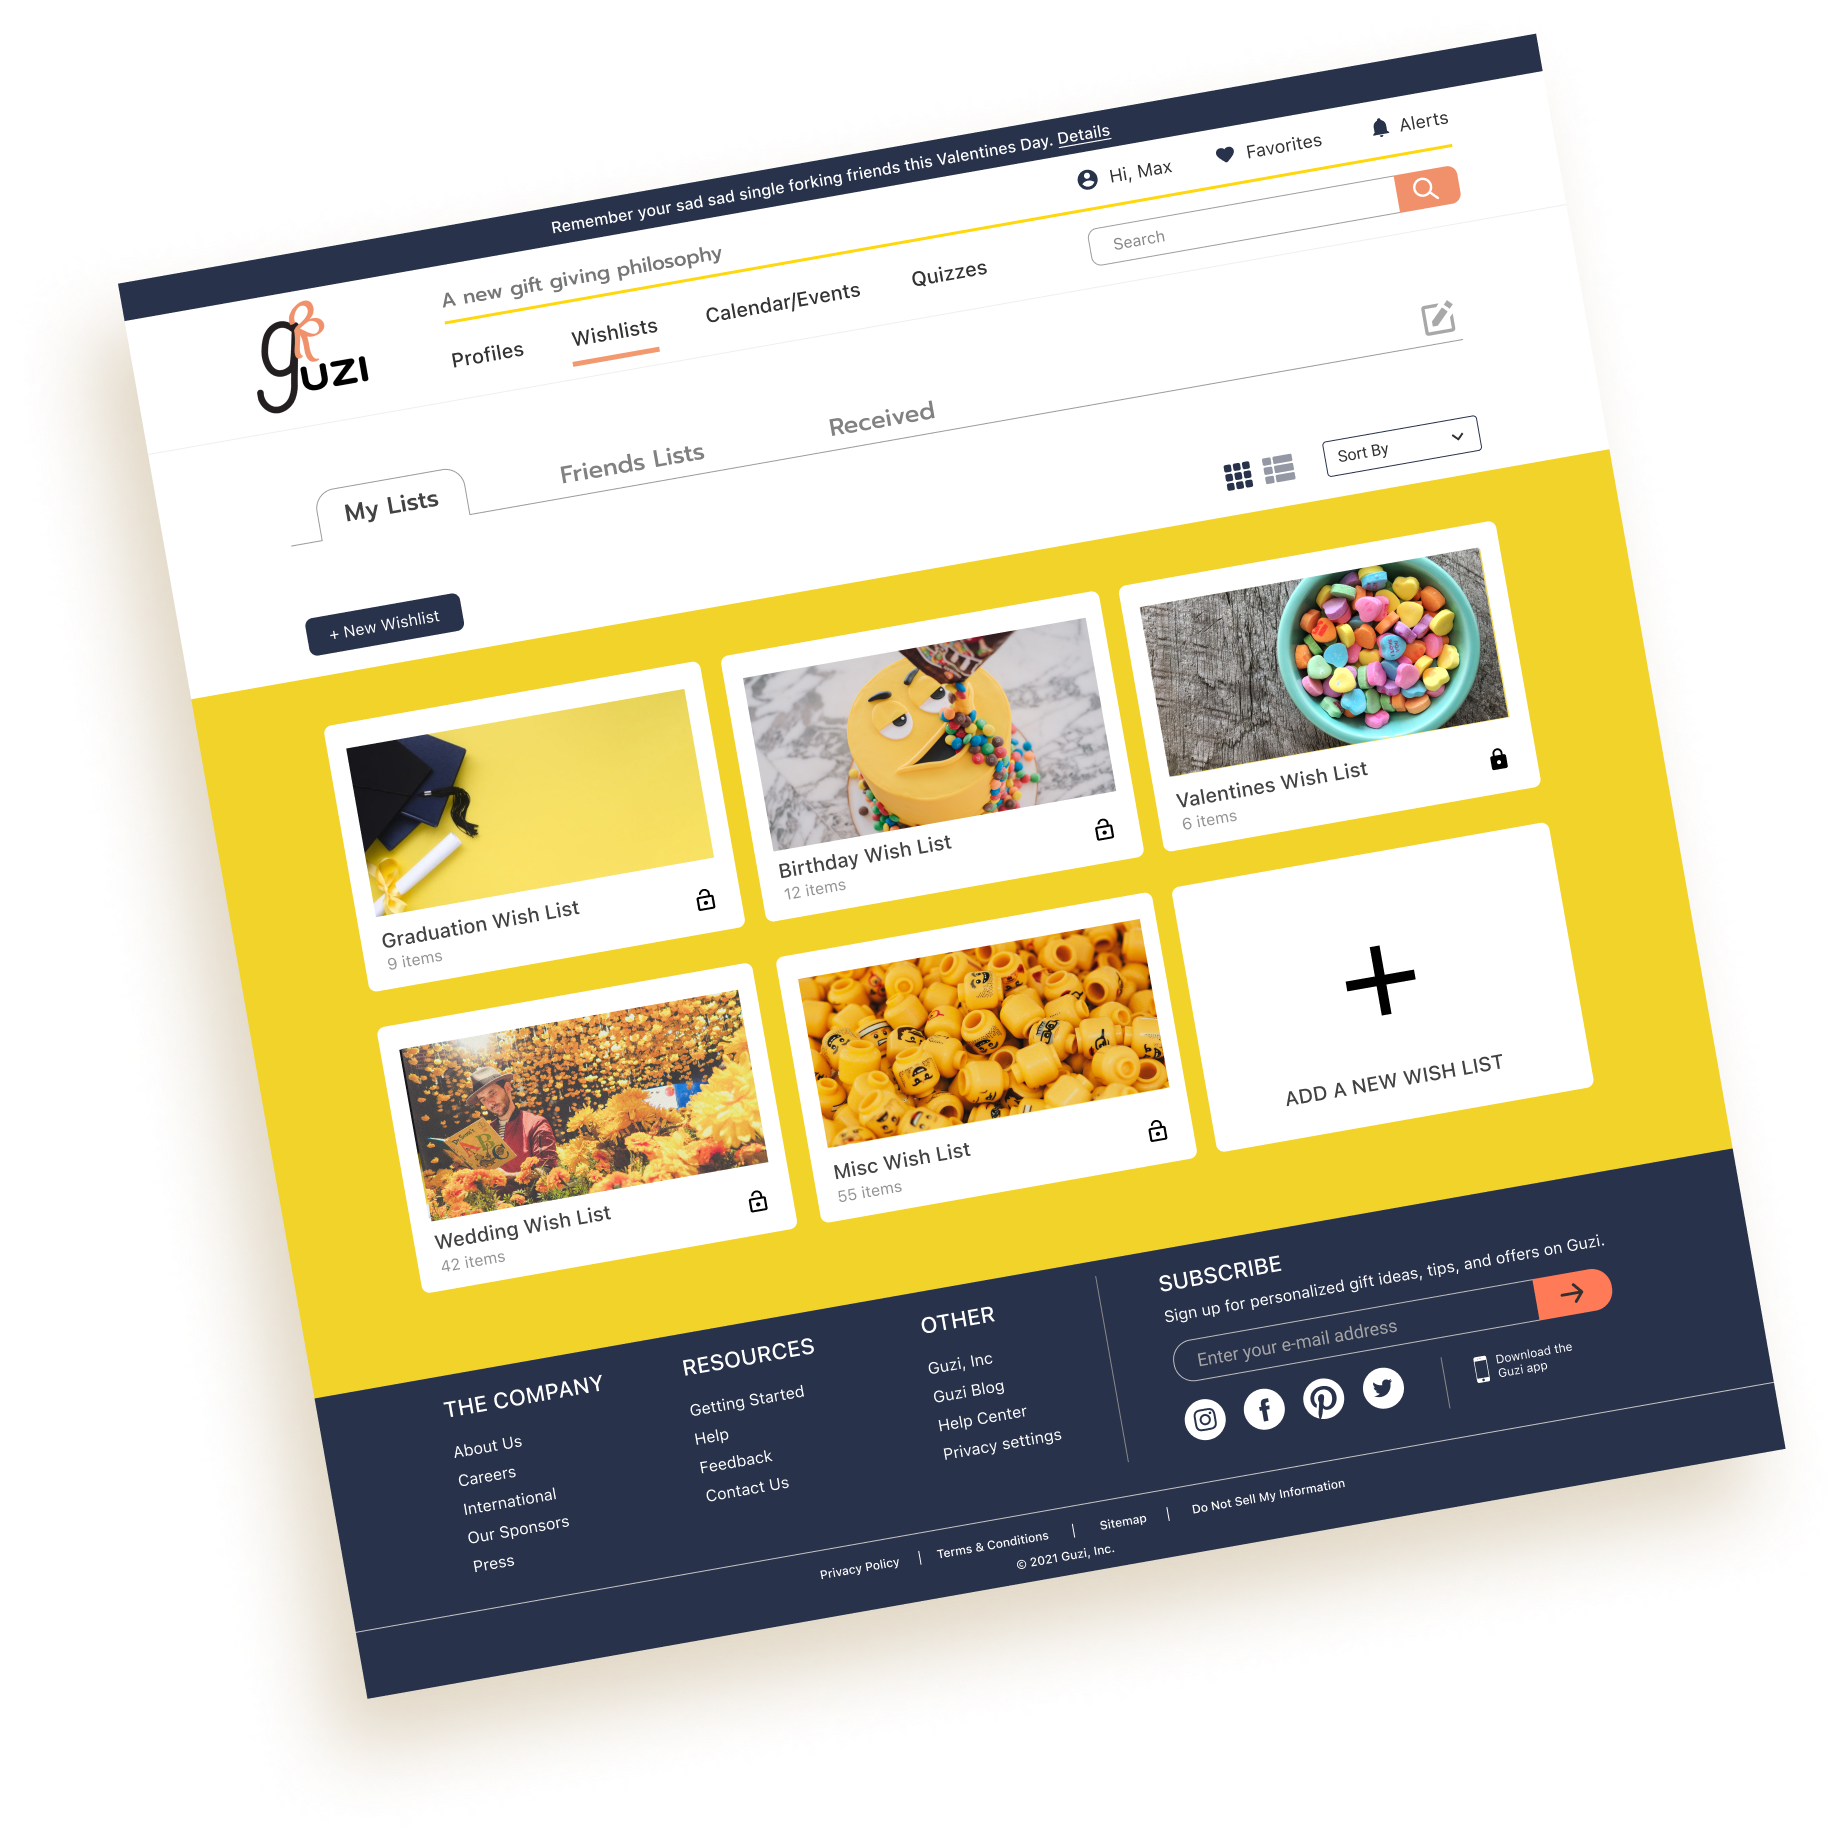 Remember your sad sad single forking friends this Valentines Day. Details
Hi, Max
Favorites
Alerts
A new gift giving philosophy
guzi
Profiles
Wishlists
Calendar/Events
Quizzes
Search
My Lists
Friends Lists
Received
+ New Wishlist
Sort By
Graduation Wish List
9 items
Birthday Wish List
12 items
Valentines Wish List
6 items
Wedding Wish List
42 items
Misc Wish List
55 items
ADD A NEW WISH LIST
THE COMPANY
About Us
Careers
International
Our Sponsors
Press
RESOURCES
Getting Started
Help
Feedback
Contact Us
OTHER
Guzi, Inc
Guzi Blog
Help Center
Privacy settings
SUBSCRIBE
Sign up for personalized gift ideas, tips, and offers on Guzi.
Enter your e-mail address
Download the
Guzi app
Privacy Policy | Terms & Conditions | Sitemap | Do Not Sell My Information
© 2021 Guzi, Inc.